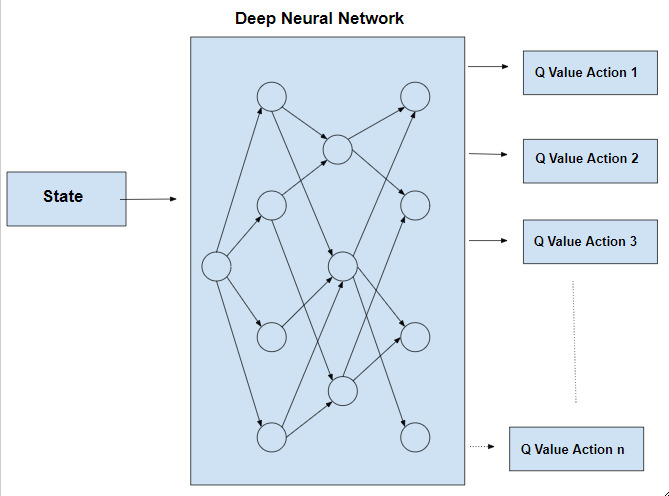 Deep Neural Network
Q Value Action 1
Q Value Action 2
State
Q Value Action 3
Q Value Action n